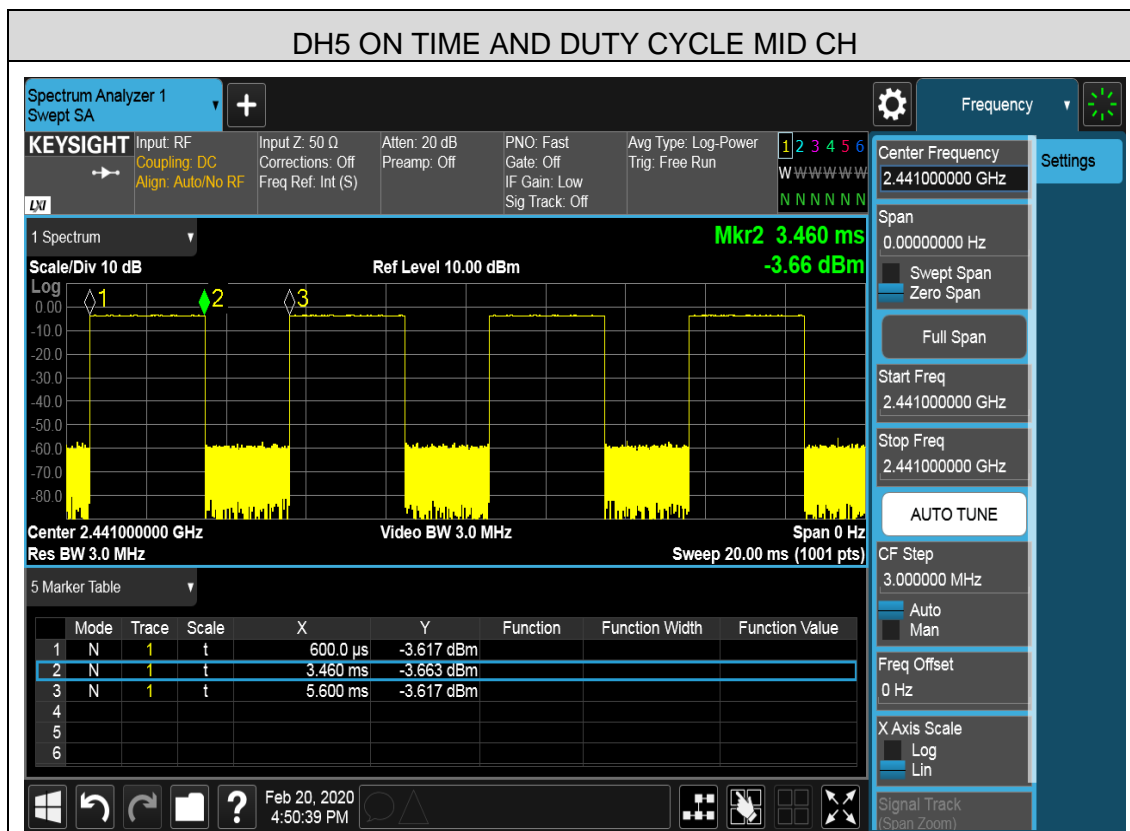 DH5 ON TIME AND DUTY CYCLE MID CH
Spectrum Analyzer 1
Swept SA
Frequency
KEYSIGHT
LXI
Input: RF
Coupling: DC
Align: Auto/No RF
Input Z: 50 Ω
Corrections: Off
Freq Ref: Int (S)
Atten: 20 dB
Preamp: Off
PNO: Fast
Gate: Off
IF Gain: Low
Sig Track: Off
Avg Type: Log-Power
Trig: Free Run
1 2 3 4 5 6
W W W W W W
N N N N N N
Center Frequency
2.441000000 GHz
Settings
1 Spectrum
Mkr2 3.460 ms
Scale/Div 10 dB
Ref Level 10.00 dBm
-3.66 dBm
Log
1 2 3
0.00
-10.0
-20.0
-30.0
-40.0
-50.0
-60.0
-70.0
-80.0
Center 2.441000000 GHz
Video BW 3.0 MHz
Span 0 Hz
Res BW 3.0 MHz
Sweep 20.00 ms (1001 pts)
Span
0.00000000 Hz
Swept Span
Zero Span
Full Span
Start Freq
2.441000000 GHz
Stop Freq
2.441000000 GHz
AUTO TUNE
CF Step
3.000000 MHz
Auto
Man
Freq Offset
0 Hz
X Axis Scale
Log
Lin
Signal Track
(Span Zoom)
5 Marker Table
Mode Trace Scale X Y Function Function Width Function Value
1 N 1 t 600.0 µs -3.617 dBm
2 N 1 t 3.460 ms -3.663 dBm
3 N 1 t 5.600 ms -3.617 dBm
4
5
6
?
Feb 20, 2020
4:50:39 PM